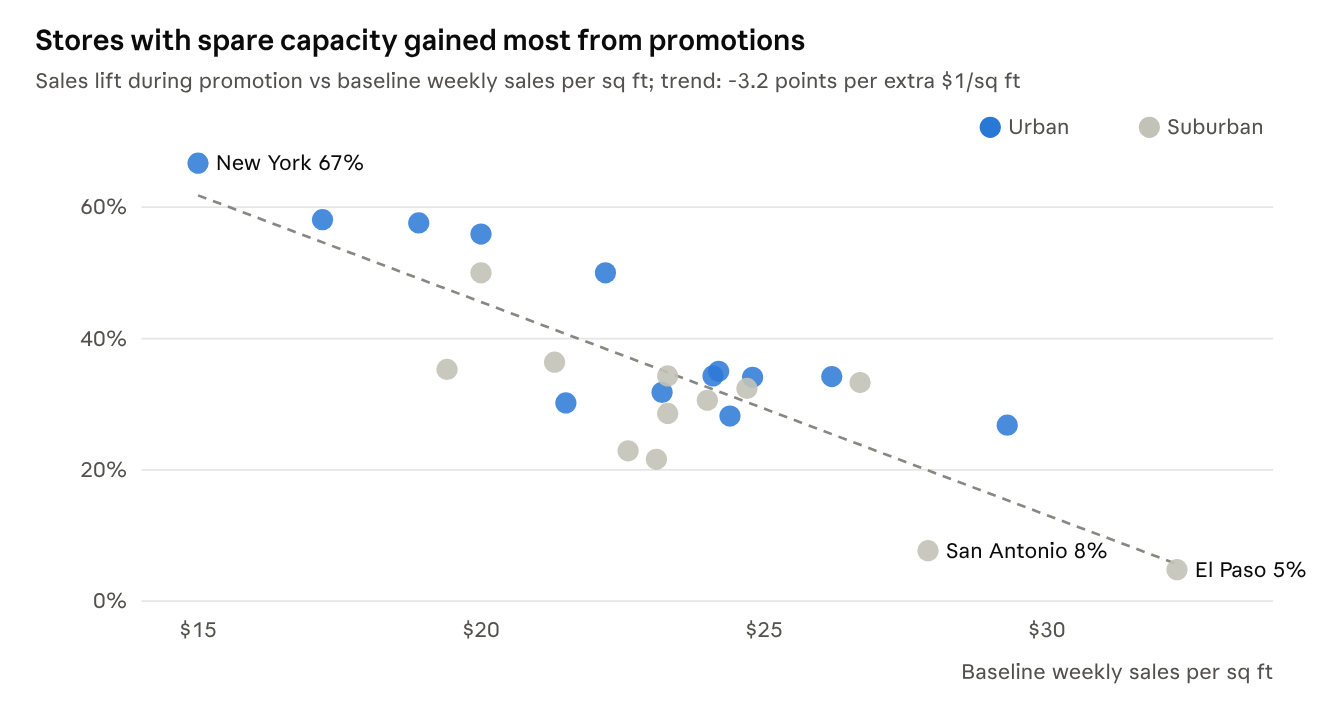 Stores with spare capacity gained most from promotions
Sales lift during promotion vs baseline weekly sales per sq ft; trend: -3.2 points per extra $1/sq ft
Urban
Suburban
New York 67%
60%
40%
20%
San Antonio 8%
El Paso 5%
0%
$15
$20
$25
$30
Baseline weekly sales per sq ft